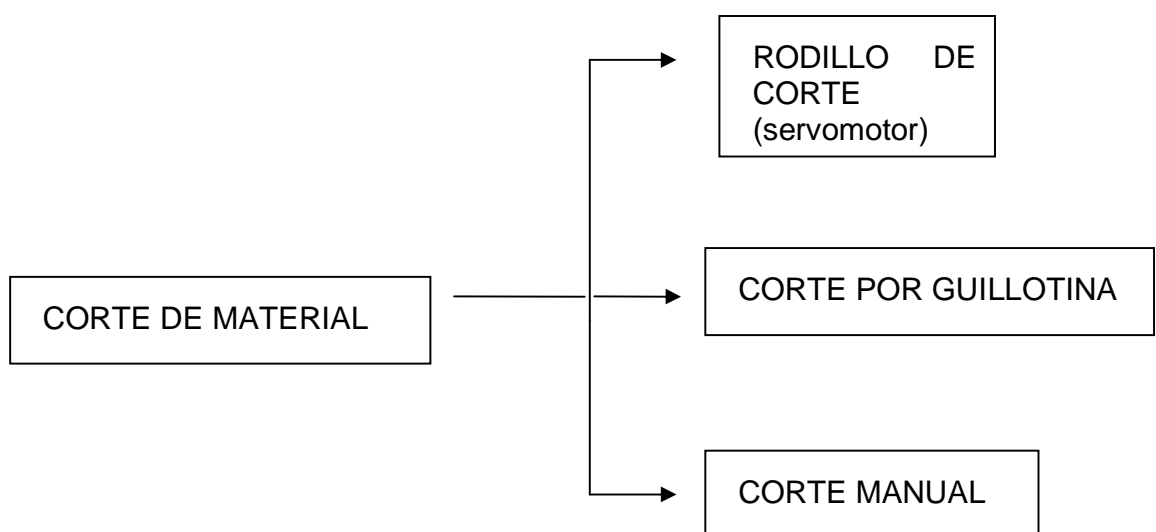 RODILLO DE
CORTE
(servomotor)
CORTE POR GUILLOTINA
CORTE DE MATERIAL
CORTE MANUAL